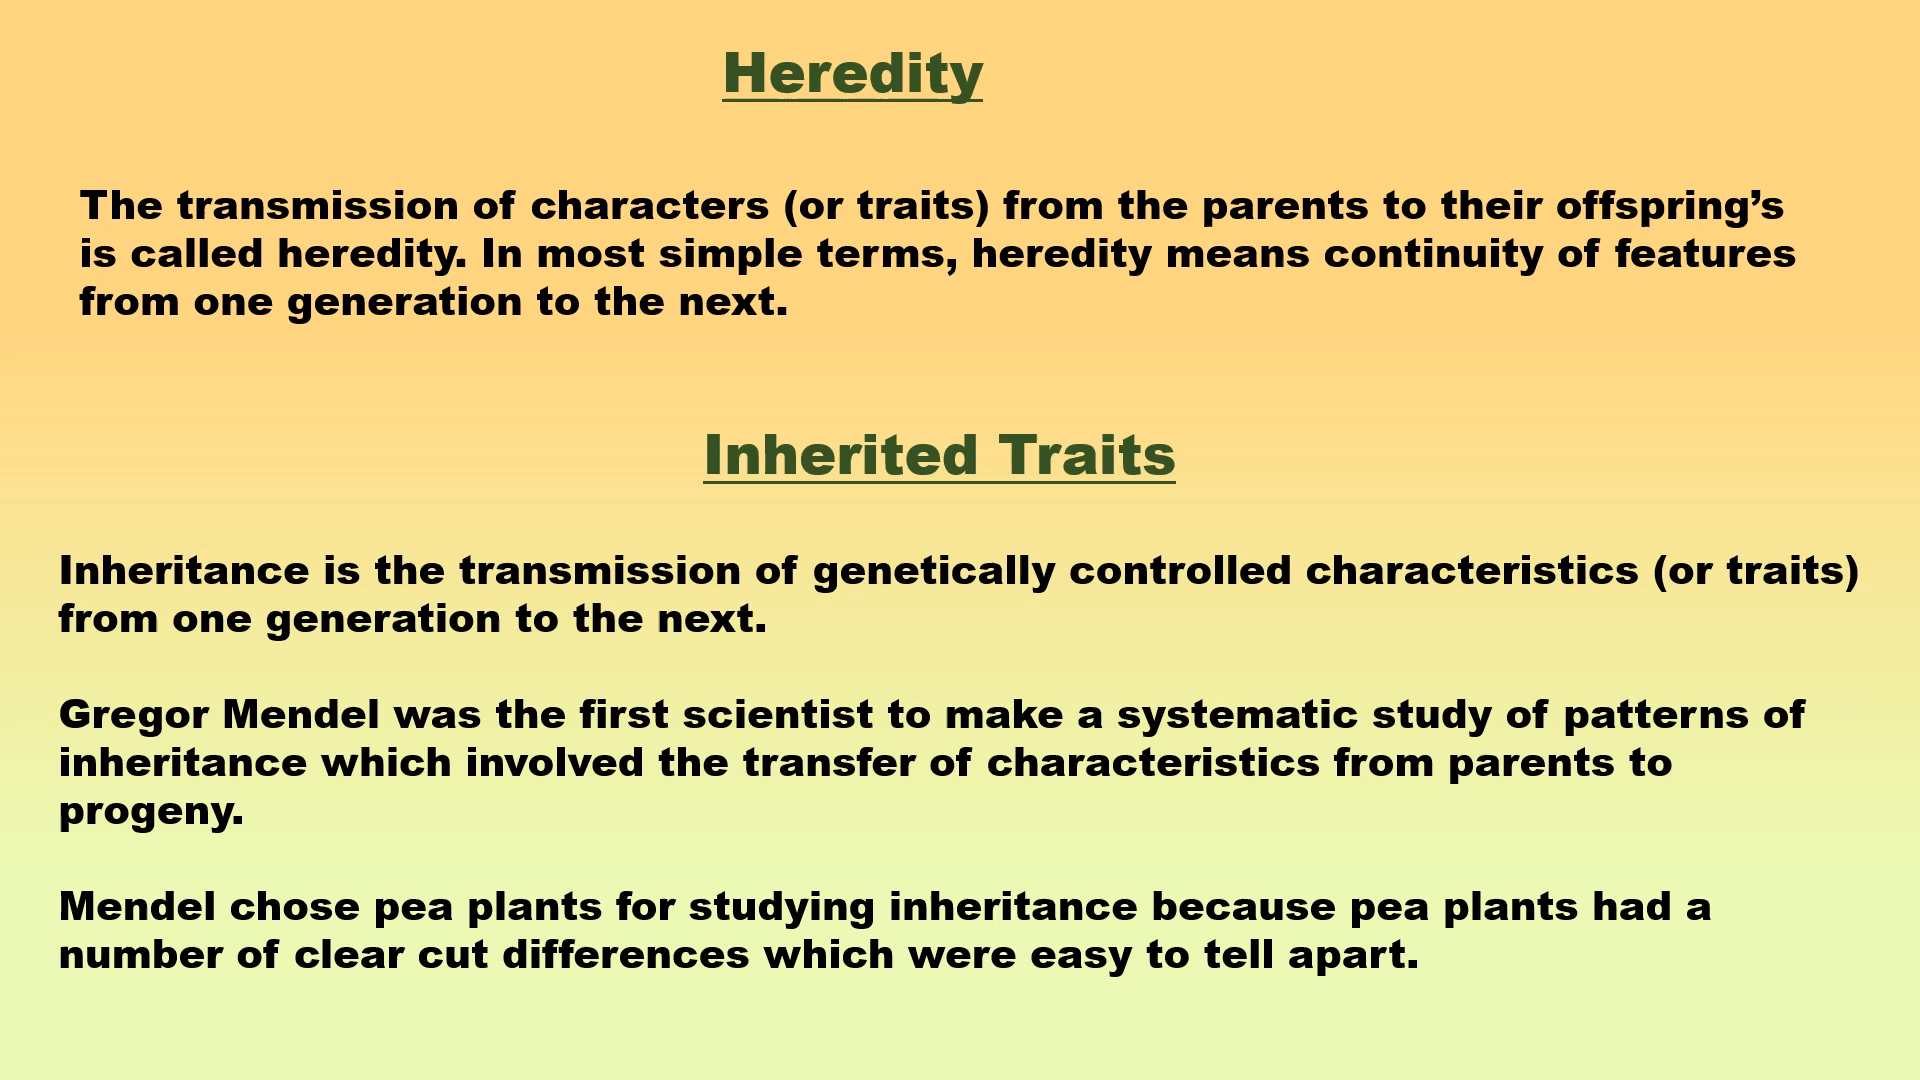 Heredity
The transmission of characters (or traits) from the parents to their offspring’s
is called heredity. In most simple terms, heredity means continuity of features
from one generation to the next.
Inherited Traits
Inheritance is the transmission of genetically controlled characteristics (or traits)
from one generation to the next.
Gregor Mendel was the first scientist to make a systematic study of patterns of
inheritance which involved the transfer of characteristics from parents to
progeny.
Mendel chose pea plants for studying inheritance because pea plants had a
number of clear cut differences which were easy to tell apart.